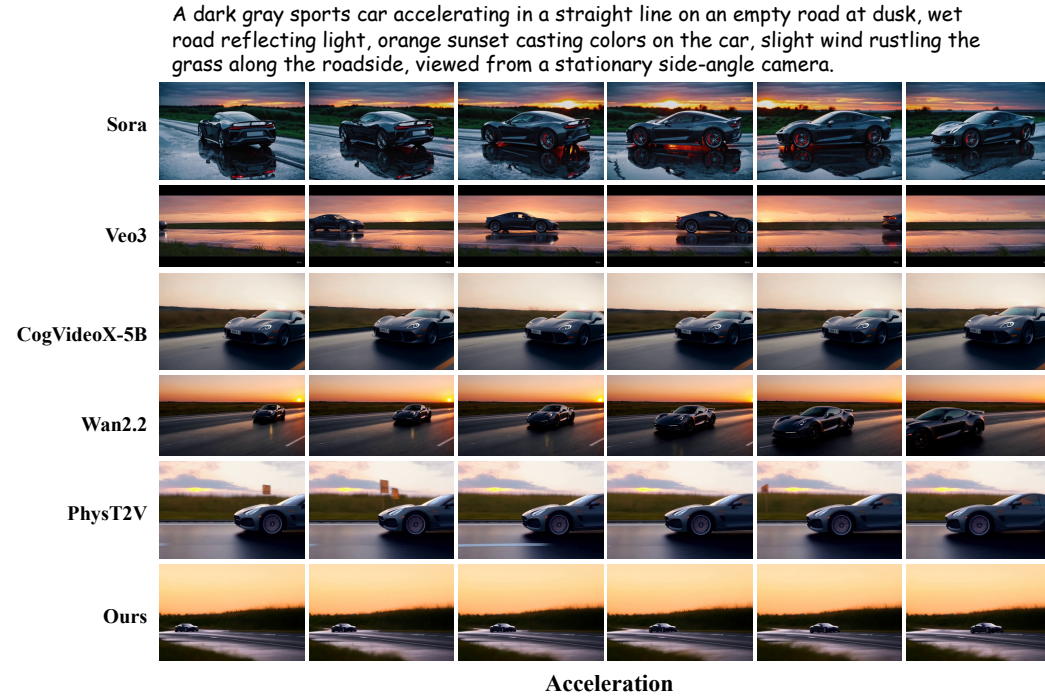 A dark gray sports car accelerating in a straight line on an empty road at dusk, wet
road reflecting light, orange sunset casting colors on the car, slight wind rustling the
grass along the roadside, viewed from a stationary side-angle camera.
Sora
Veo3
CogVideoX-5B
Wan2.2
PhysT2V
Ours
Acceleration